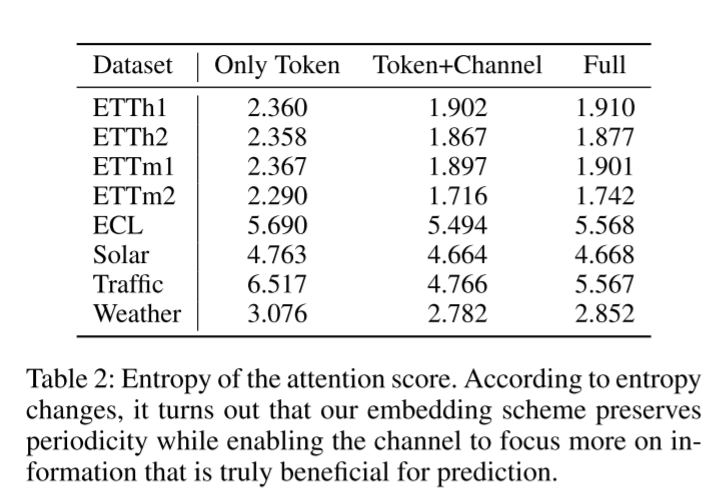 Dataset Only Token Token+Channel Full
ETTh1 2.360 1.902 1.910
ETTh2 2.358 1.867 1.877
ETTm1 2.367 1.897 1.901
ETTm2 2.290 1.716 1.742
ECL 5.690 5.494 5.568
Solar 4.763 4.664 4.668
Traffic 6.517 4.766 5.567
Weather 3.076 2.782 2.852
Table 2: Entropy of the attention score. According to entropy
changes, it turns out that our embedding scheme preserves
periodicity while enabling the channel to focus more on in-
formation that is truly beneficial for prediction.